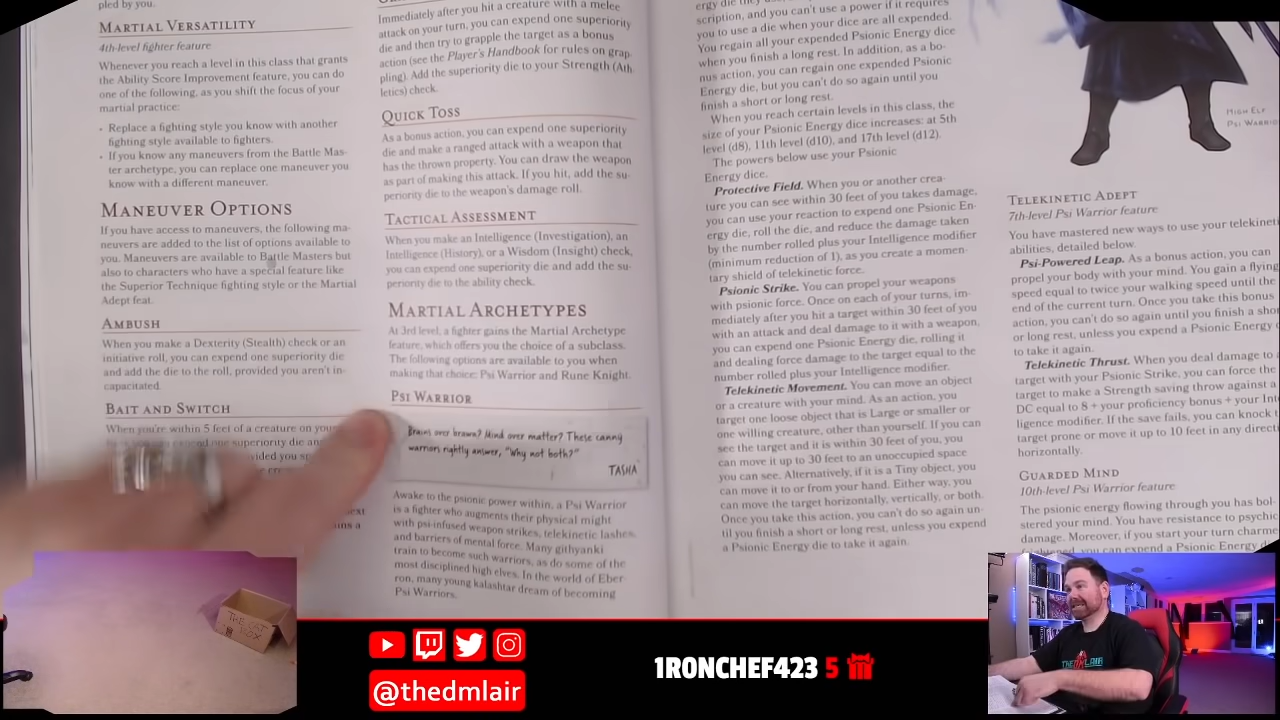 pled by you.
MARTIAL VERSATILITY
4th-level fighter feature
Whenever you reach a level in this class that grants
the Ability Score Improvement feature, you can do
one of the following, as you shift the focus of your
martial practice:
• Replace a fighting style you know with another
fighting style available to fighters.
• If you know any maneuvers from the Battle Mas-
ter archetype, you can replace one maneuver you
know with a different maneuver.
MANEUVER OPTIONS
If you have access to maneuvers, the following ma-
neuvers are added to the list of options available to
you. Maneuvers are available to Battle Masters but
also to characters who have a special feature like
the Superior Technique fighting style or the Martial
Adept feat.
AMBUSH
When you make a Dexterity (Stealth) check or an
initiative roll, you can expend one superiority die
and add the die to the roll, provided you aren't in-
capacitated.
BAIT AND SWITCH
When you're within 5 feet of a creature on your
Immediately after you hit a creature with a melee
attack on your turn, you can expend one superiority
die and then try to grapple the target as a bonus
action (see the Player's Handbook for rules on grap-
pling). Add the superiority die to your Strength (Ath-
letics) check.
QUICK TOSS
As a bonus action, you can expend one superiority
die and make a ranged attack with a weapon that
has the thrown property. You can draw the weapon
as part of making this attack. If you hit, add the su-
periority die to the weapon's damage roll.
TACTICAL ASSESSMENT
When you make an Intelligence (Investigation), an
Intelligence (History), or a Wisdom (Insight) check,
you can expend one superiority die and add the su-
periority die to the ability check.
MARTIAL ARCHETYPES
At 3rd level, a fighter gains the Martial Archetype
feature, which offers you the choice of a subclass.
The following options are available to you when
making that choice: Psi Warrior and Rune Knight.
PSI WARRIOR
Brains over brawn? Mind over matter? These canny
warriors rightly answer, "Why not both?"
TASHA
Awake to the psionic power within, a Psi Warrior
is a fighter who augments their physical might
with psi-infused weapon strikes, telekinetic lashes,
and barriers of mental force. Many githyanki
train to become such warriors, as do some of the
most disciplined high elves. In the world of Eber-
ron, many young kalashtar dream of becoming
Psi Warriors.
scription, and you can't use a power if it requires
you to use a die when your dice are all expended.
You regain all your expended Psionic Energy dice
when you finish a long rest. In addition, as a bo-
nus action, you can regain one expended Psionic
Energy die, but you can't do so again until you
finish a short or long rest.
When you reach certain levels in this class, the
size of your Psionic Energy dice increases: at 5th
level (d8), 11th level (d10), and 17th level (d12).
The powers below use your Psionic
Energy dice.
Protective Field. When you or another crea-
ture you can see within 30 feet of you takes damage,
you can use your reaction to expend one Psionic En-
ergy die, roll the die, and reduce the damage taken
by the number rolled plus your Intelligence modifier
(minimum reduction of 1), as you create a momen-
tary shield of telekinetic force.
Psionic Strike. You can propel your weapons
with psionic force. Once on each of your turns, im-
mediately after you hit a target within 30 feet of you
with an attack and deal damage to it with a weapon,
you can expend one Psionic Energy die, rolling it
and dealing force damage to the target equal to the
number rolled plus your Intelligence modifier.
Telekinetic Movement. You can move an object
or a creature with your mind. As an action, you
target one loose object that is Large or smaller or
one willing creature, other than yourself. If you can
see the target and it is within 30 feet of you, you
can move it up to 30 feet to an unoccupied space
you can see. Alternatively, if it is a Tiny object, you
can move it to or from your hand. Either way, you
can move the target horizontally, vertically, or both.
Once you take this action, you can't do so again un-
til you finish a short or long rest, unless you expend
a Psionic Energy die to take it again.
HIGH ELF
PSI WARRIOR
TELEKINETIC ADEPT
7th-level Psi Warrior feature
You have mastered new ways to use your telekinet
abilities, detailed below.
Psi-Powered Leap. As a bonus action, you can
propel your body with your mind. You gain a flying
speed equal to twice your walking speed until the
end of the current turn. Once you take this bonus
action, you can't do so again until you finish a shor
or long rest, unless you expend a Psionic Energy
to take it again.
Telekinetic Thrust. When you deal damage to
target with your Psionic Strike, you can force the
target to make a Strength saving throw against a
DC equal to 8 + your proficiency bonus + your Int
ligence modifier. If the save fails, you can knock
target prone or move it up to 10 feet in any direct
horizontally.
GUARDED MIND
10th-level Psi Warrior feature
The psionic energy flowing through you has bol-
stered your mind. You have resistance to psychic
damage. Moreover, if you start your turn charme
you can expend a Psionic Energy
THE CAT
BOX
@thedmlair
1RONCHEF423 5
THE DM LAIR